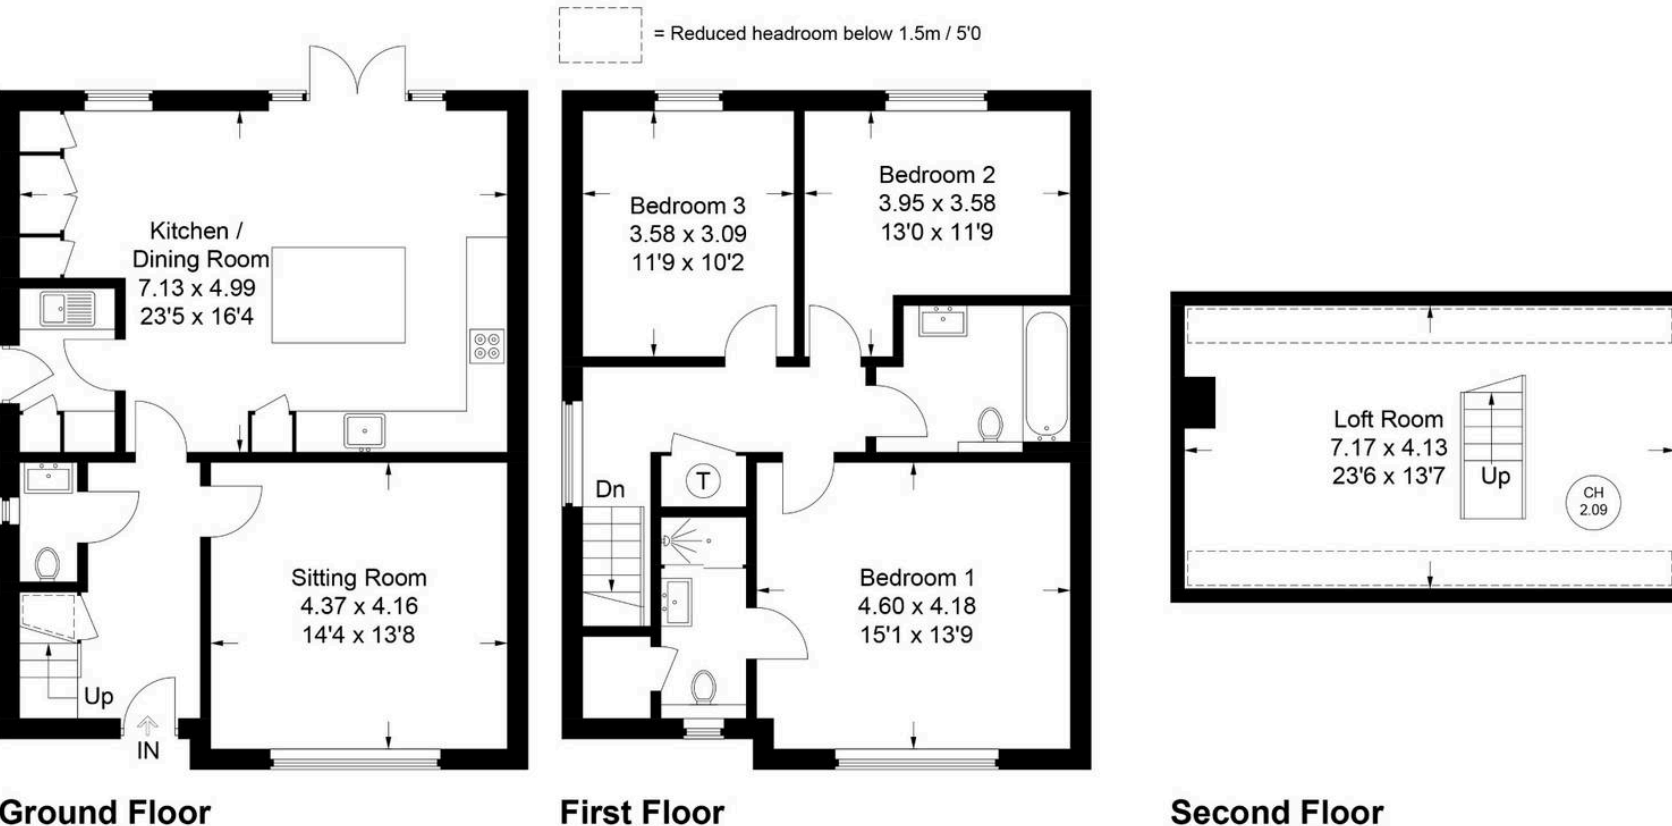 = Reduced headroom below 1.5m / 5'0
Kitchen /
Dining Room
7.13 x 4.99
23'5 x 16'4
Sitting Room
4.37 x 4.16
14'4 x 13'8
Up
IN
Ground Floor
Bedroom 3
3.58 x 3.09
11'9 x 10'2
Bedroom 2
3.95 x 3.58
13'0 x 11'9
Dn
T
Bedroom 1
4.60 x 4.18
15'1 x 13'9
First Floor
Loft Room
7.17 x 4.13
23'6 x 13'7
Up
CH
2.09
Second Floor